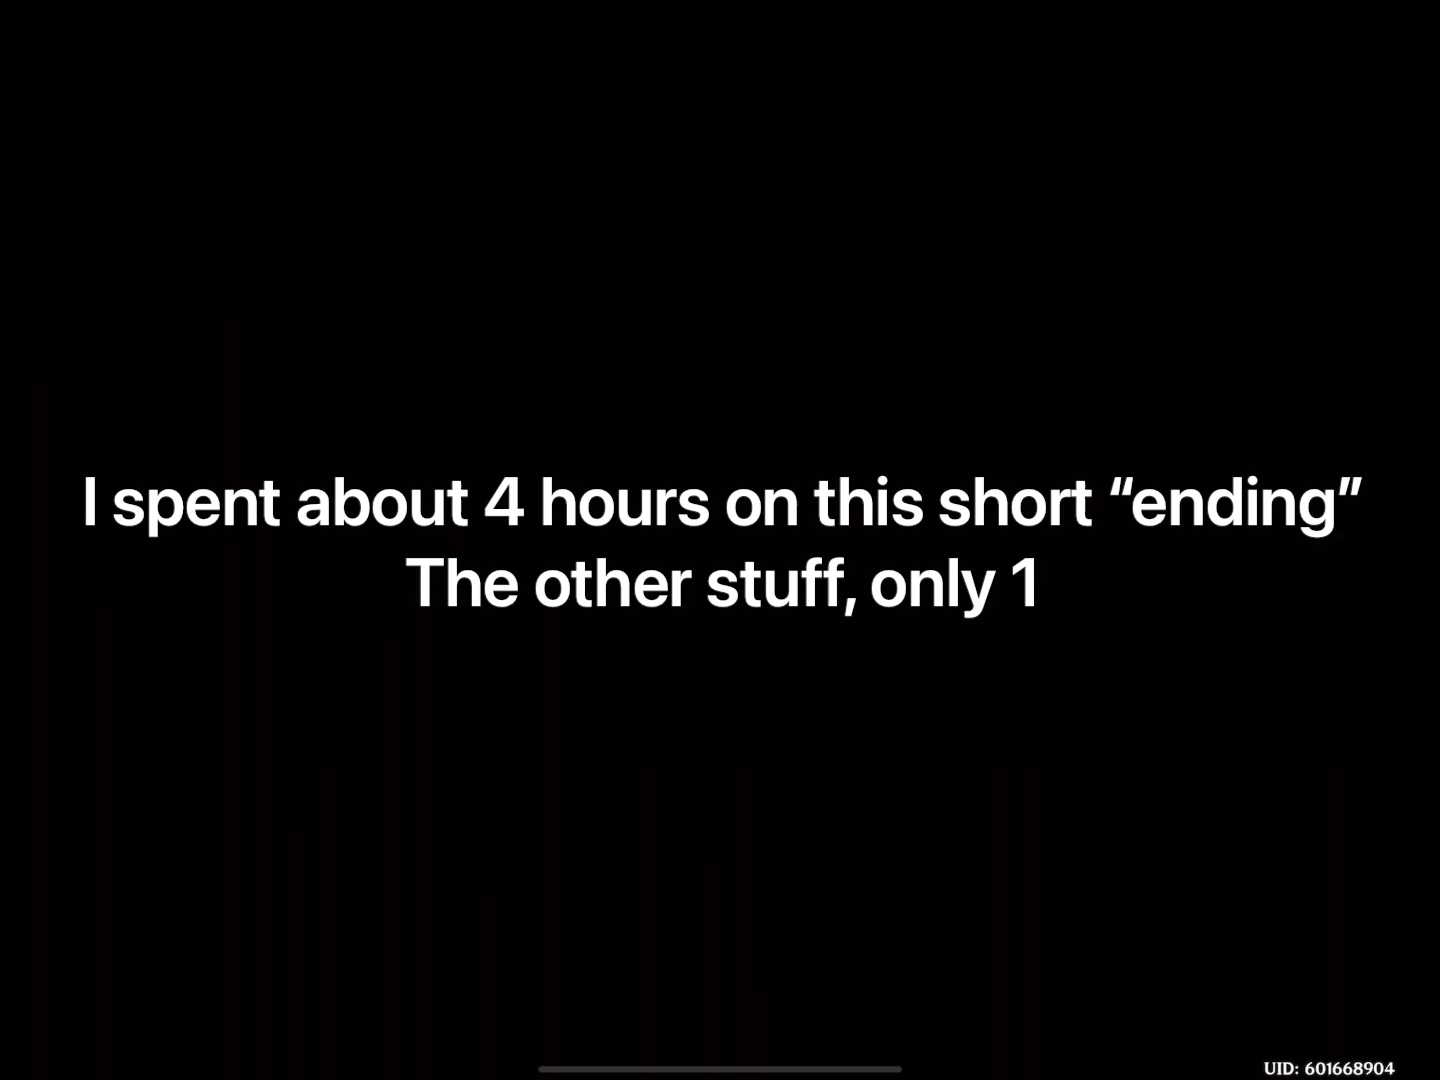 I spent about 4 hours on this short “ending”
The other stuff, only 1
UID: 601668904